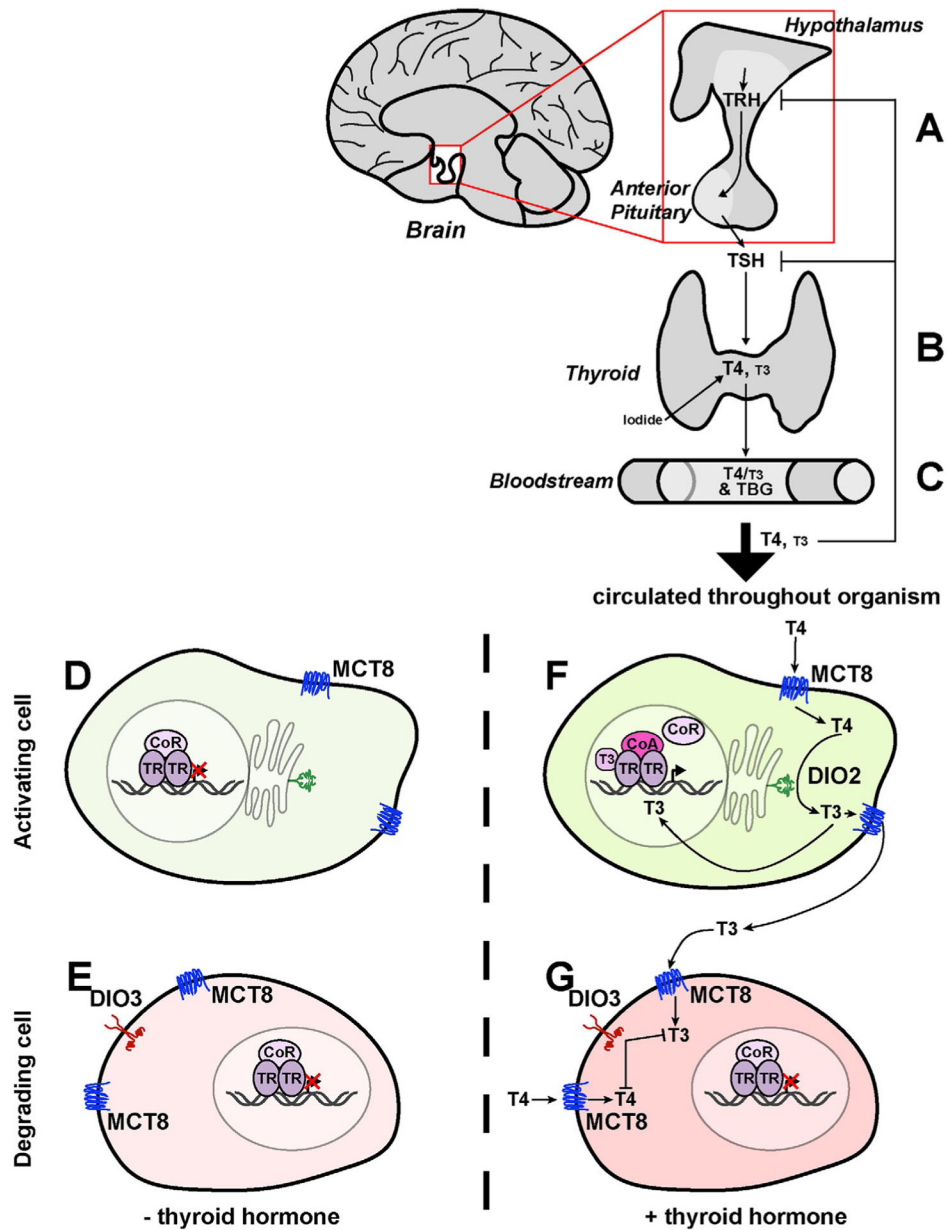 Hypothalamus
TRH
A
Anterior
Pituitary
Brain
TSH
B
Thyroid
T4, T3
Iodide
C
Bloodstream
T4/T3
& TBG
T4, T3
circulated throughout organism
Activating cell
D
MCT8
CoR
TR TR
F
T4
MCT8
T4
CoR
CoA
T3
TR TR
DIO2
T3
T3
T3
Degrading cell
E
DIO3
MCT8
CoR
TR TR
MCT8
G
DIO3
MCT8
T3
CoR
TR TR
T4
T4
MCT8
- thyroid hormone
+ thyroid hormone